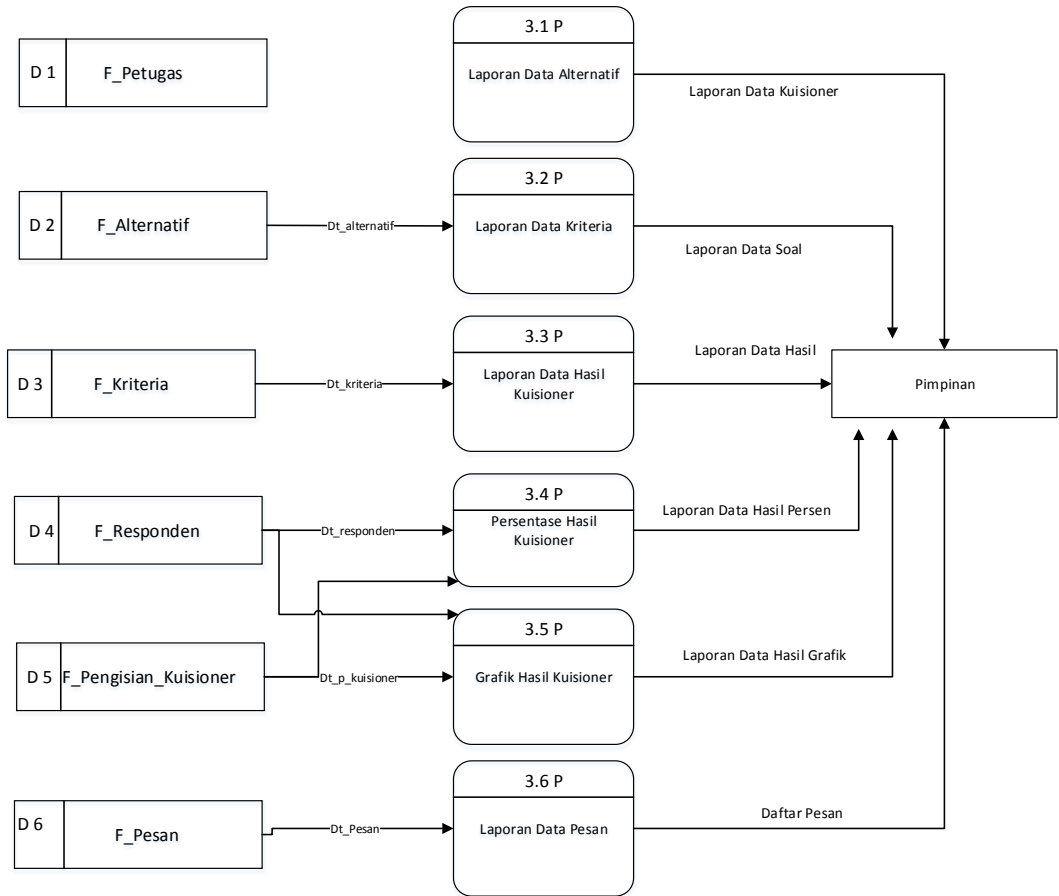 3.1 P
D 1
F_Petugas
Laporan Data Alternatif
Laporan Data Kuisioner
3.2 P
D 2
F_Alternatif
Dt_alternatif
Laporan Data Kriteria
Laporan Data Soal
3.3 P
D 3
F_Kriteria
Dt_kriteria
Laporan Data Hasil
Kuisioner
Laporan Data Hasil
Pimpinan
3.4 P
D 4
F_Responden
Dt_responden
Persentase Hasil
Kuisioner
Laporan Data Hasil Persen
3.5 P
D 5
F_Pengisian_Kuisioner
Dt_p_kuisioner
Grafik Hasil Kuisioner
Laporan Data Hasil Grafik
3.6 P
D 6
F_Pesan
Dt_Pesan
Laporan Data Pesan
Daftar Pesan